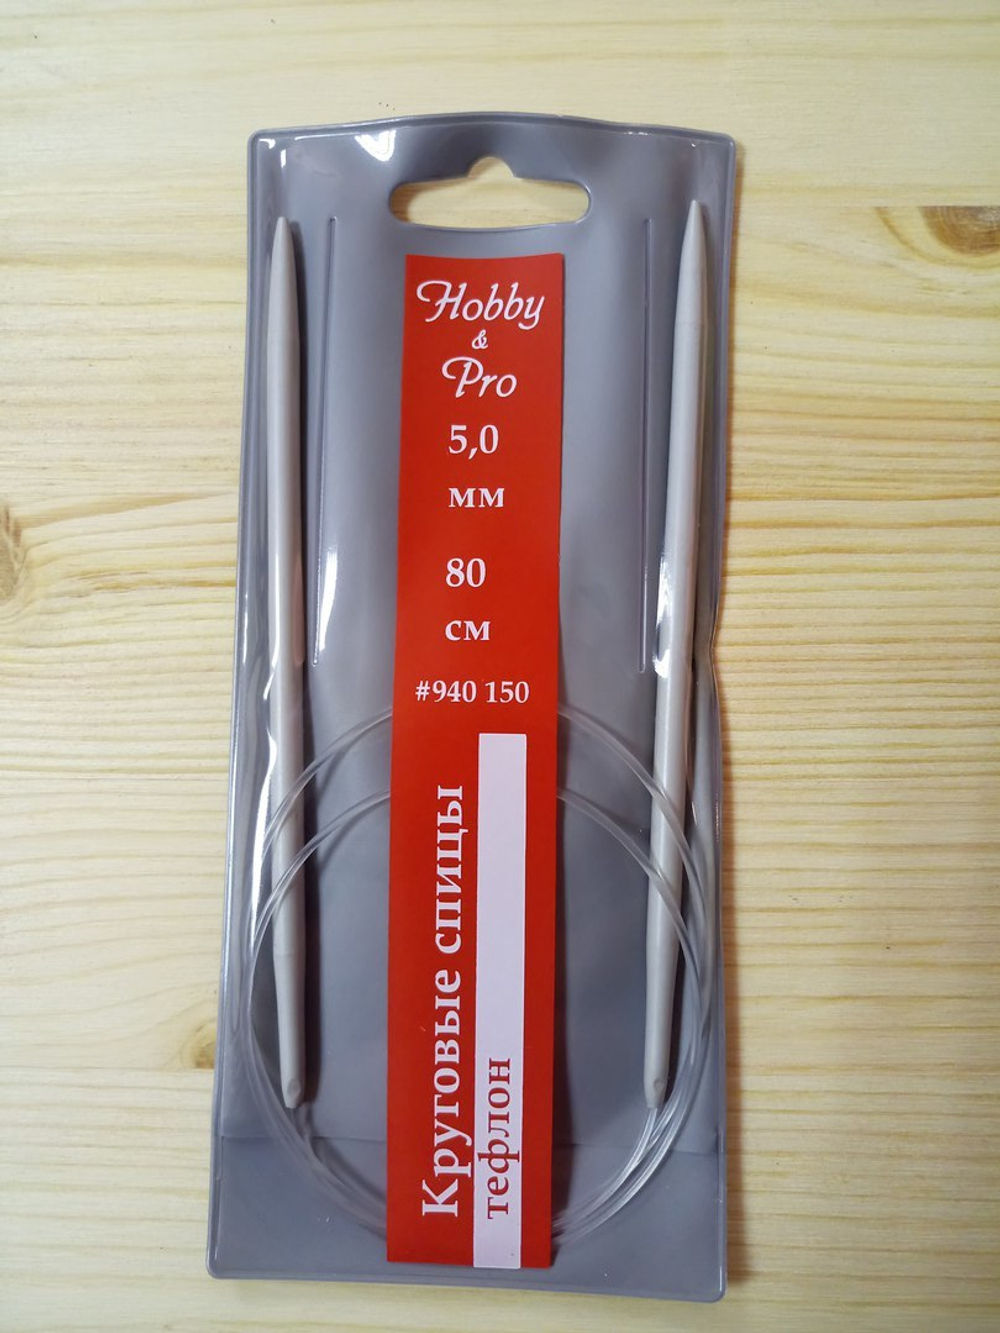 Hobby
&
Pro
5,0
мм
80
см
#940 150
Круговые спицы
тефлон